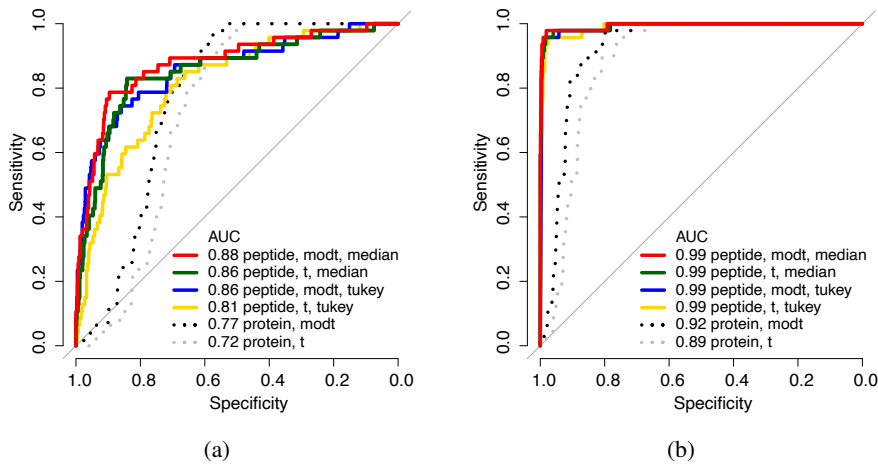 Sensitivity
1.0
0.8
0.6
0.4
0.2
0.0
AUC
0.88 peptide, modt, median
0.86 peptide, t, median
0.86 peptide, modt, tukey
0.81 peptide, t, tukey
0.77 protein, modt
0.72 protein, t
1.0 0.8 0.6 0.4 0.2 0.0
Specificity
(a)
Sensitivity
1.0
0.8
0.6
0.4
0.2
0.0
AUC
0.99 peptide, modt, median
0.99 peptide, t, median
0.99 peptide, modt, tukey
0.99 peptide, t, tukey
0.92 protein, modt
0.89 protein, t
1.0 0.8 0.6 0.4 0.2 0.0
Specificity
(b)